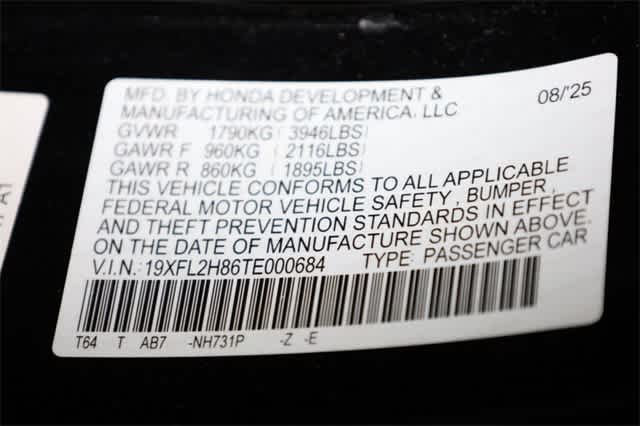 MFD. BY HONDA DEVELOPMENT &
MANUFACTURING OF AMERICA, LLC 08/'25
GVWR 1790KG (3946LBS)
GAWR F 960KG (2116LBS)
GAWR R 860KG (1895LBS)
THIS VEHICLE CONFORMS TO ALL APPLICABLE
FEDERAL MOTOR VEHICLE SAFETY, BUMPER,
AND THEFT PREVENTION STANDARDS IN EFFECT
ON THE DATE OF MANUFACTURE SHOWN ABOVE.
V.I.N.: 19XFL2H86TE000684 TYPE: PASSENGER CAR
T64 T AB7 -NH731P -Z -E